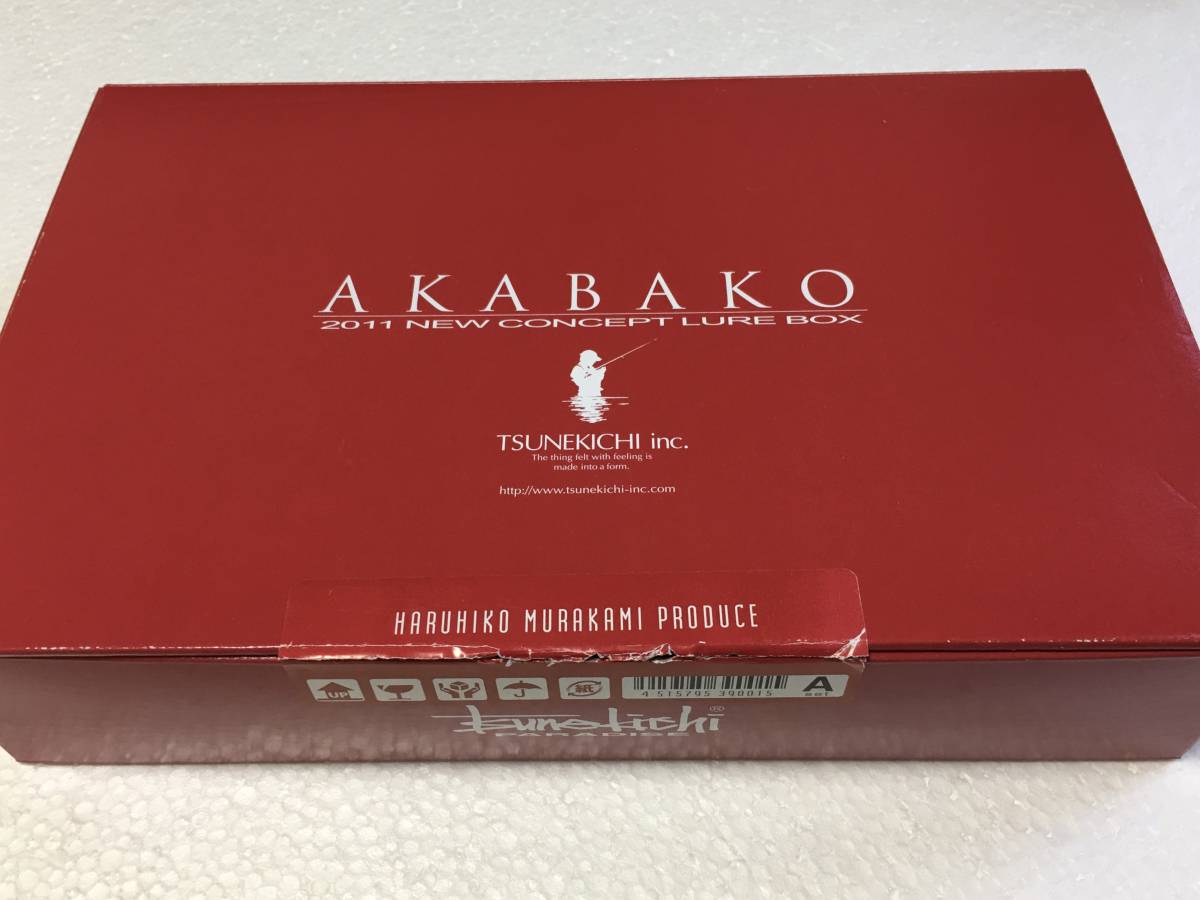 AKABAKO
2011 NEW CONCEPT LURE BOX
TSUNEKICHI inc.
The thing felt with feeling is
made into a form.
http://www.tsunekichi-inc.com
HARUHIKO MURAKAMI PRODUCE
UP
紙
4 515795 390015
A
set
tsunekichi®
PARADISE